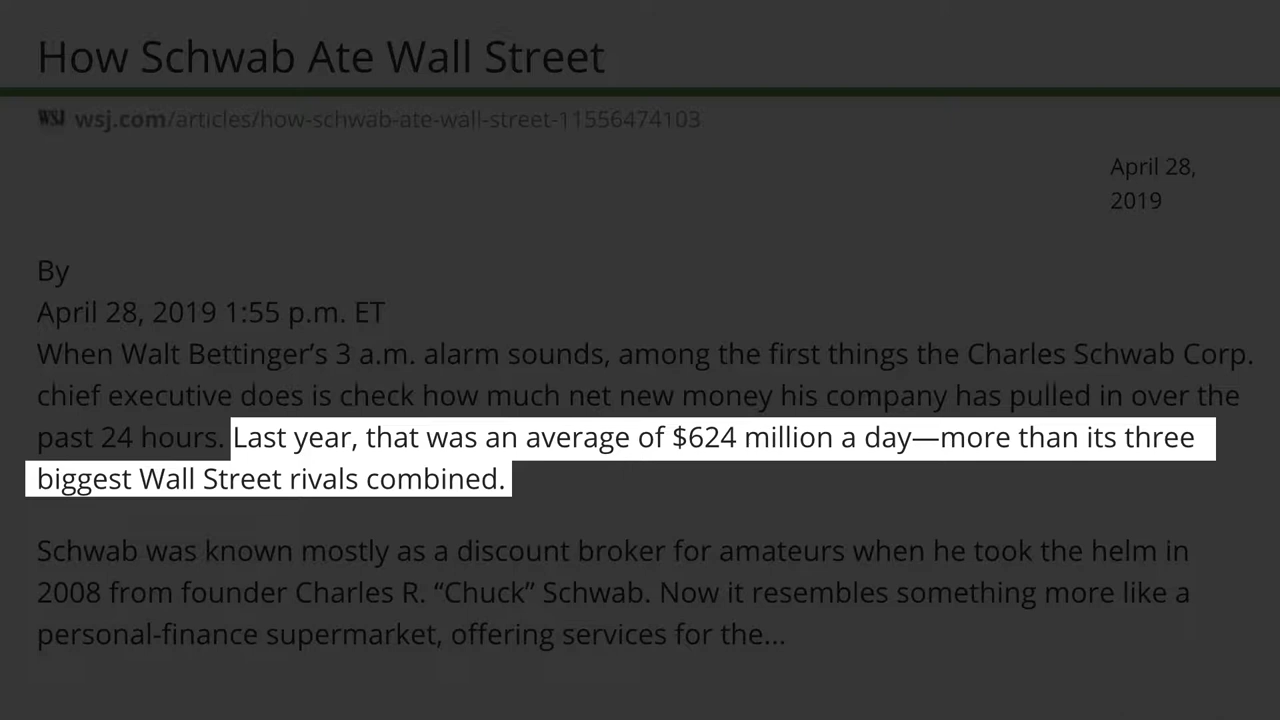 How Schwab Ate Wall Street
WSJ wsj.com/articles/how-schwab-ate-wall-street-11556474103
April 28,
2019
By
April 28, 2019 1:55 p.m. ET
When Walt Bettinger’s 3 a.m. alarm sounds, among the first things the Charles Schwab Corp.
chief executive does is check how much net new money his company has pulled in over the
past 24 hours. Last year, that was an average of $624 million a day—more than its three
biggest Wall Street rivals combined.
Schwab was known mostly as a discount broker for amateurs when he took the helm in
2008 from founder Charles R. “Chuck” Schwab. Now it resembles something more like a
personal-finance supermarket, offering services for the...